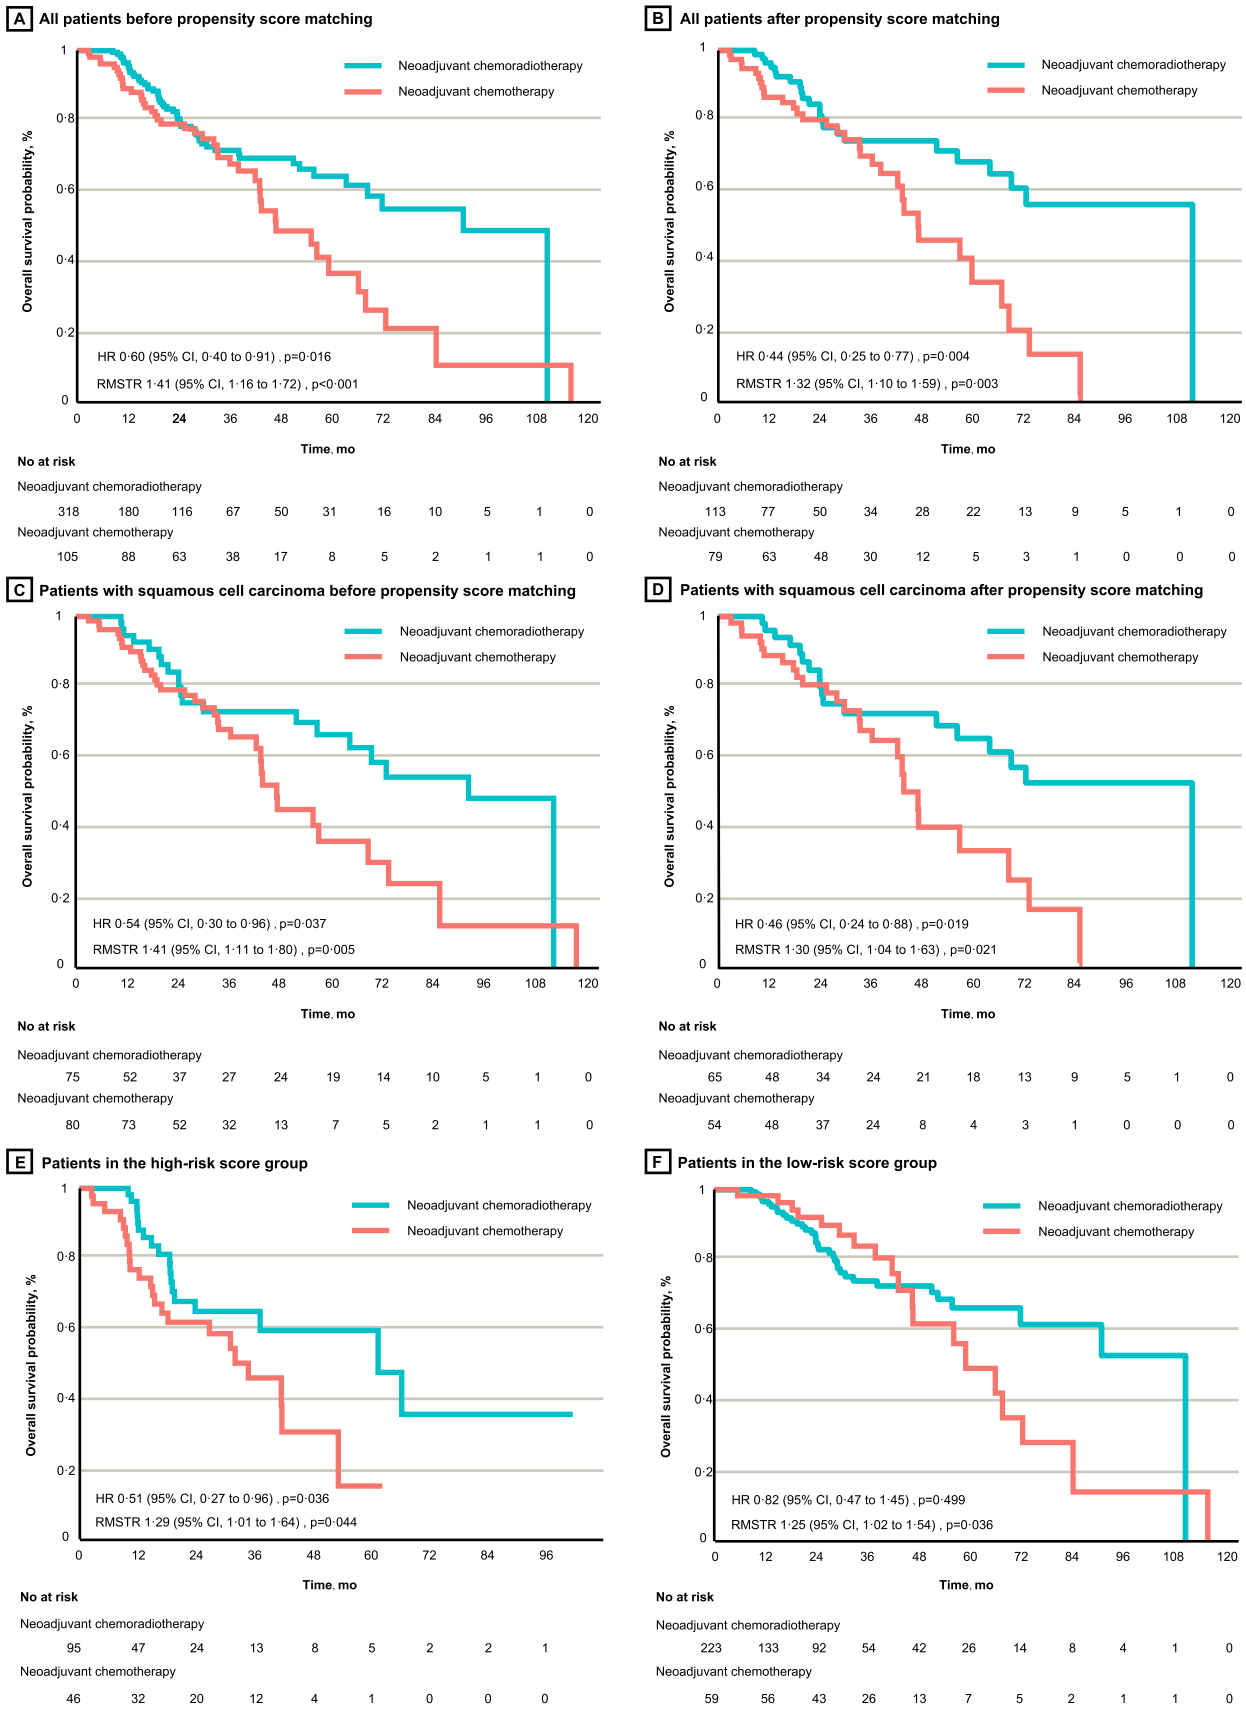 A All patients before propensity score matching
1
0·8
0·6
0·4
0·2
0
Overall survival probability, %
Neoadjuvant chemoradiotherapy
Neoadjuvant chemotherapy
HR 0·60 (95% CI, 0·40 to 0·91) , p=0·016
RMSTR 1·41 (95% CI, 1·16 to 1·72) , p<0·001
0 12 24 36 48 60 72 84 96 108 120
Time, mo
No at risk
Neoadjuvant chemoradiotherapy
318 180 116 67 50 31 16 10 5 1 0
Neoadjuvant chemotherapy
105 88 63 38 17 8 5 2 1 1 0
B All patients after propensity score matching
1
0·8
0·6
0·4
0·2
0
Overall survival probability, %
Neoadjuvant chemoradiotherapy
Neoadjuvant chemotherapy
HR 0·44 (95% CI, 0·25 to 0·77) , p=0·004
RMSTR 1·32 (95% CI, 1·10 to 1·59) , p=0·003
0 12 24 36 48 60 72 84 96 108 120
Time, mo
No at risk
Neoadjuvant chemoradiotherapy
113 77 50 34 28 22 13 9 5 1 0
Neoadjuvant chemotherapy
79 63 48 30 12 5 3 1 0 0 0
C Patients with squamous cell carcinoma before propensity score matching
1
0·8
0·6
0·4
0·2
0
Overall survival probability, %
Neoadjuvant chemoradiotherapy
Neoadjuvant chemotherapy
HR 0·54 (95% CI, 0·30 to 0·96) , p=0·037
RMSTR 1·41 (95% CI, 1·11 to 1·80) , p=0·005
0 12 24 36 48 60 72 84 96 108 120
Time, mo
No at risk
Neoadjuvant chemoradiotherapy
75 52 37 27 24 19 14 10 5 1 0
Neoadjuvant chemotherapy
80 73 52 32 13 7 5 2 1 1 0
D Patients with squamous cell carcinoma after propensity score matching
1
0·8
0·6
0·4
0·2
0
Overall survival probability, %
Neoadjuvant chemoradiotherapy
Neoadjuvant chemotherapy
HR 0·46 (95% CI, 0·24 to 0·88) , p=0·019
RMSTR 1·30 (95% CI, 1·04 to 1·63) , p=0·021
0 12 24 36 48 60 72 84 96 108 120
Time, mo
No at risk
Neoadjuvant chemoradiotherapy
65 48 34 24 21 18 13 9 5 1 0
Neoadjuvant chemotherapy
54 48 37 24 8 4 3 1 0 0 0
E Patients in the high-risk score group
1
0·8
0·6
0·4
0·2
0
Overall survival probability, %
Neoadjuvant chemoradiotherapy
Neoadjuvant chemotherapy
HR 0·51 (95% CI, 0·27 to 0·96) , p=0·036
RMSTR 1·29 (95% CI, 1·01 to 1·64) , p=0·044
0 12 24 36 48 60 72 84 96
Time, mo
No at risk
Neoadjuvant chemoradiotherapy
95 47 24 13 8 5 2 2 1
Neoadjuvant chemotherapy
46 32 20 12 4 1 0 0 0
F Patients in the low-risk score group
1
0·8
0·6
0·4
0·2
0
Overall survival probability, %
Neoadjuvant chemoradiotherapy
Neoadjuvant chemotherapy
HR 0·82 (95% CI, 0·47 to 1·45) , p=0·499
RMSTR 1·25 (95% CI, 1·02 to 1·54) , p=0·036
0 12 24 36 48 60 72 84 96 108 120
Time, mo
No at risk
Neoadjuvant chemoradiotherapy
223 133 92 54 42 26 14 8 4 1 0
Neoadjuvant chemotherapy
59 56 43 26 13 7 5 2 1 1 0